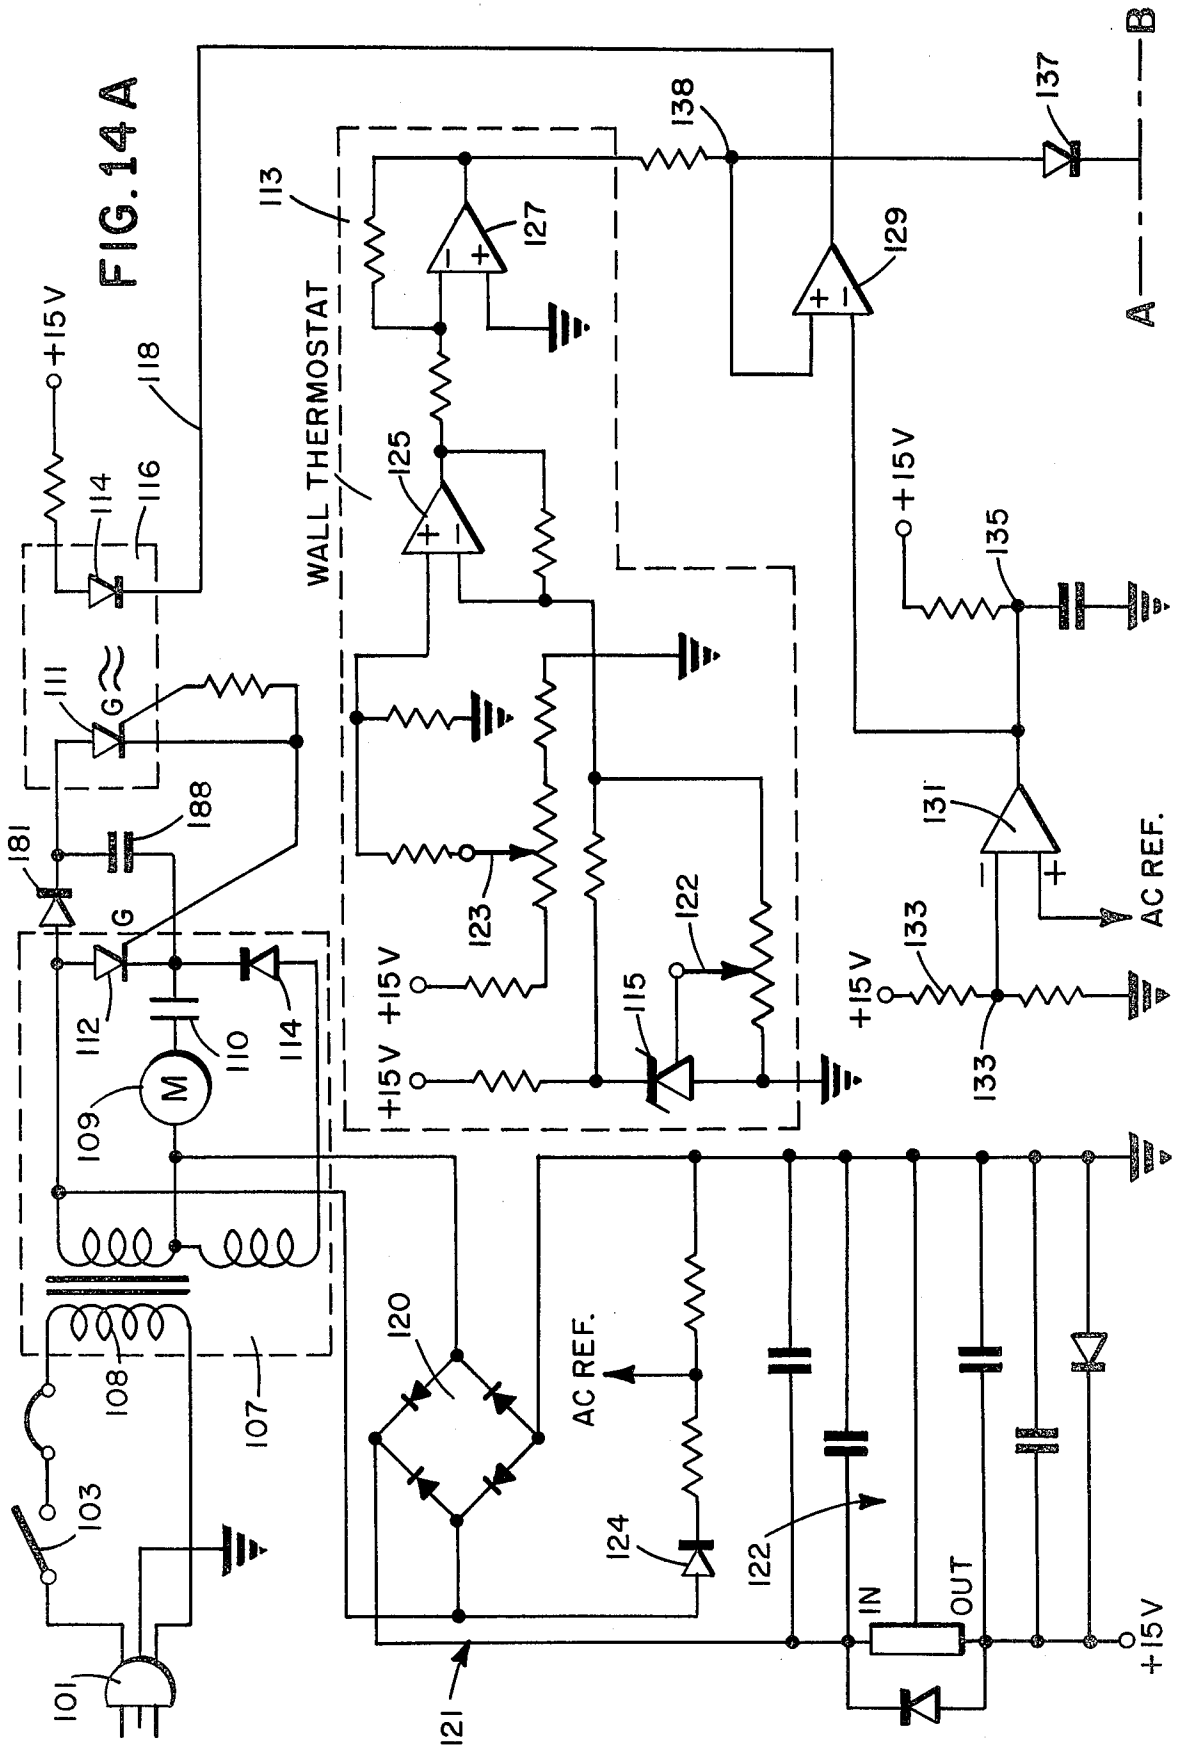 FIG. 14 A
+15V
118
114
116
111
G
181
188
G
112
110
114
109
M
108
107
103
101
113
WALL THERMOSTAT
127
−
+
125
+
−
123
+15V
+15V
115
122
138
137
129
+
−
A
B
+15V
135
131
−
+
AC REF.
133
+15V
133
120
AC REF.
124
122
IN
OUT
121
+15V